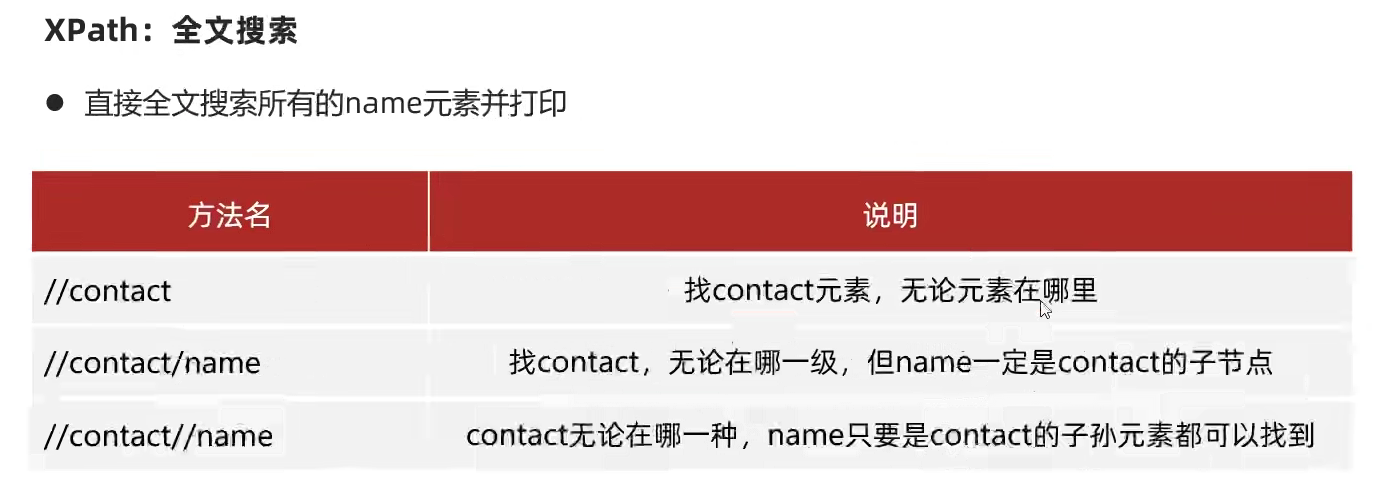 XPath：全文搜索
● 直接全文搜索所有的name元素并打印
方法名 说明
//contact 找contact元素，无论元素在哪里
//contact/name 找contact，无论在哪一级，但name一定是contact的子节点
//contact//name contact无论在哪一种，name只要是contact的子孙元素都可以找到